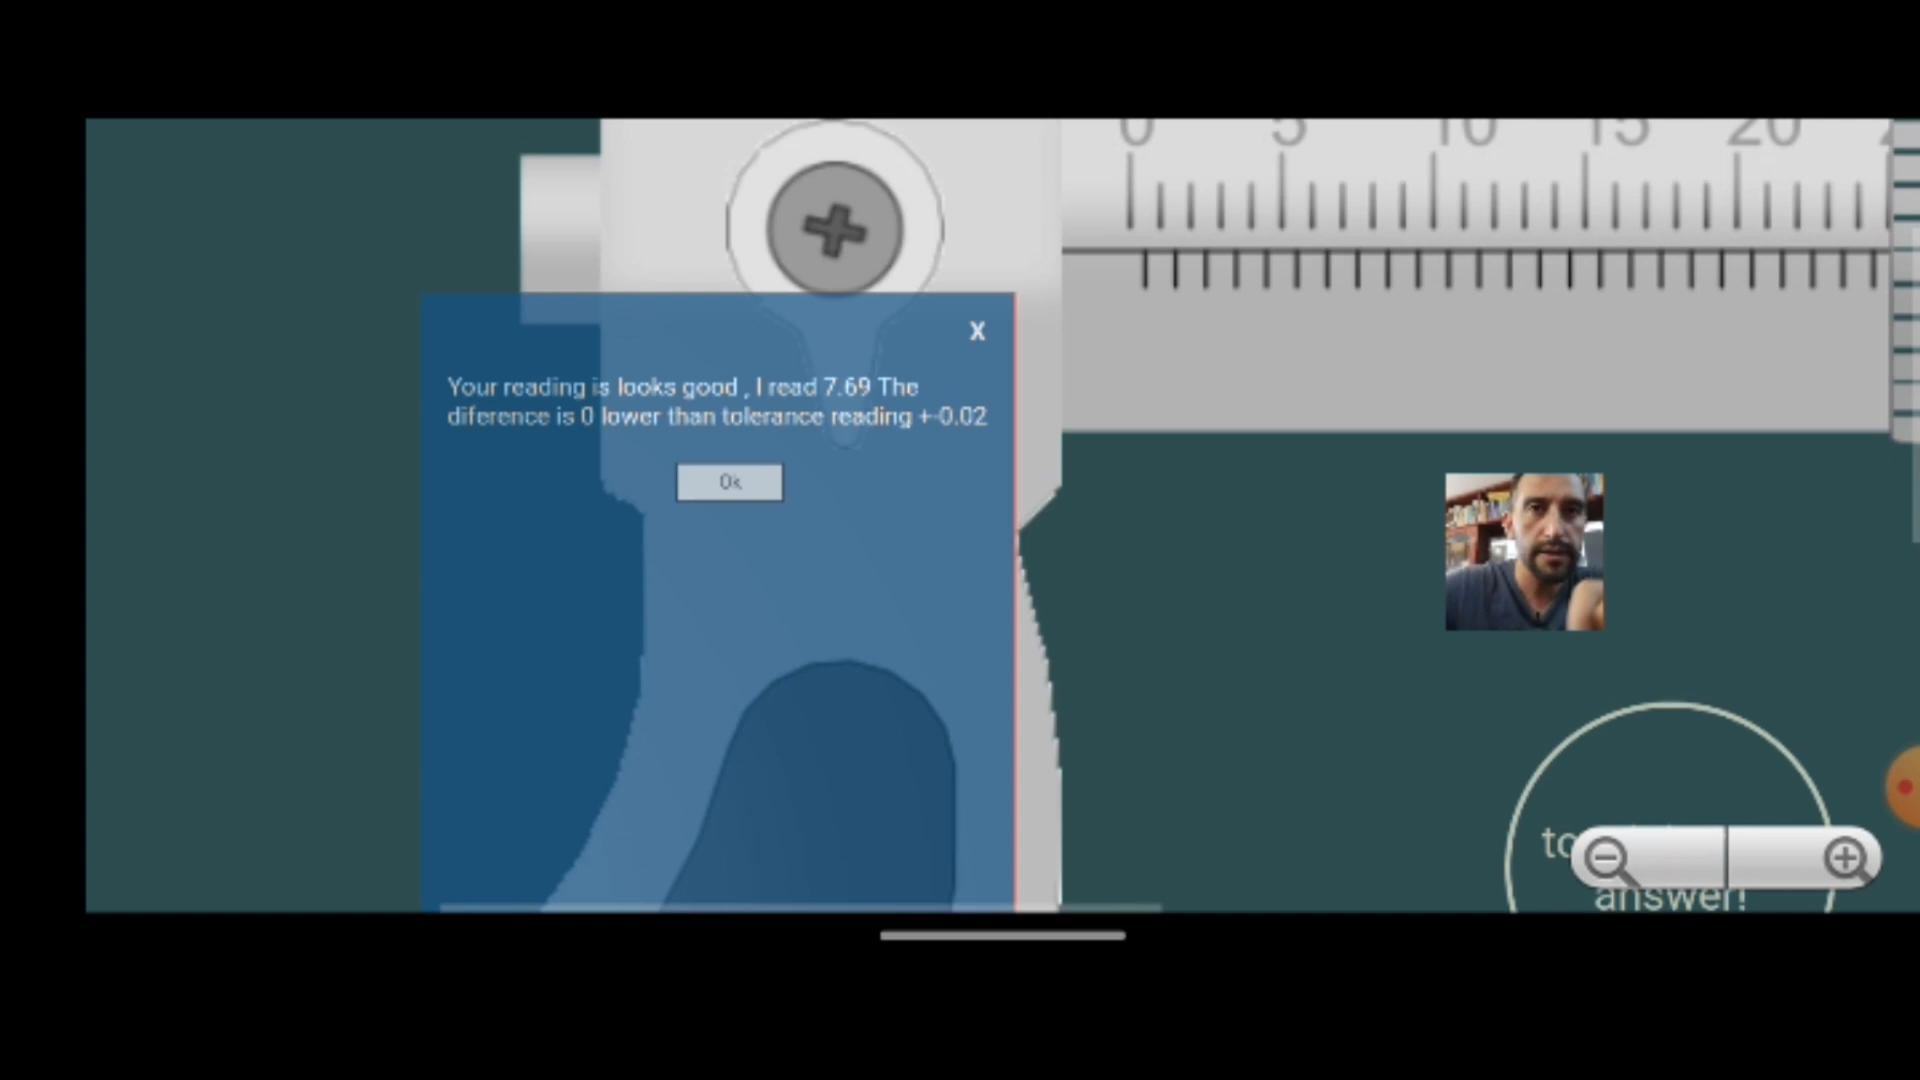 0 5 10 15 20
X
Your reading is looks good , I read 7.69 The
diference is 0 lower than tolerance reading +-0.02
Ok
answer!